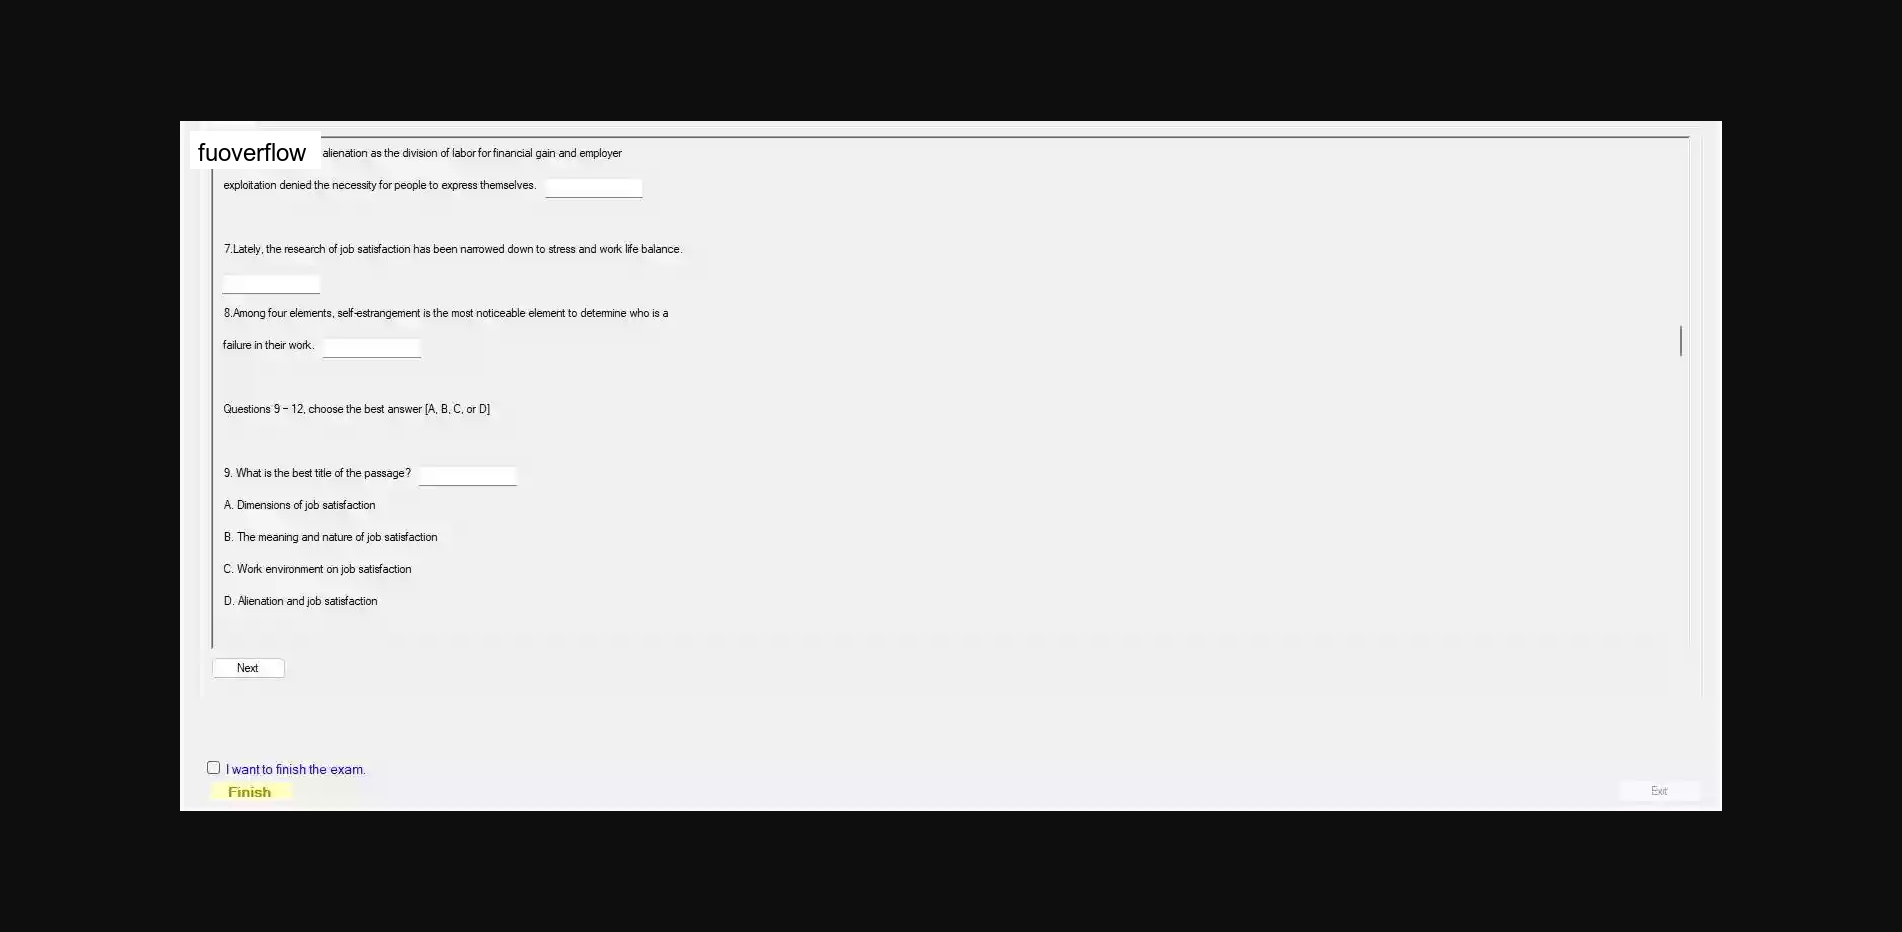 fuoverflow alienation as the division of labor for financial gain and employer
exploitation denied the necessity for people to express themselves.
7.Lately, the research of job satisfaction has been narrowed down to stress and work life balance.
8.Among four elements, self-estrangement is the most noticeable element to determine who is a
failure in their work.
Questions 9 – 12, choose the best answer [A, B, C, or D]
9. What is the best title of the passage?
A. Dimensions of job satisfaction
B. The meaning and nature of job satisfaction
C. Work environment on job satisfaction
D. Alienation and job satisfaction
Next
I want to finish the exam.
Finish
Exit